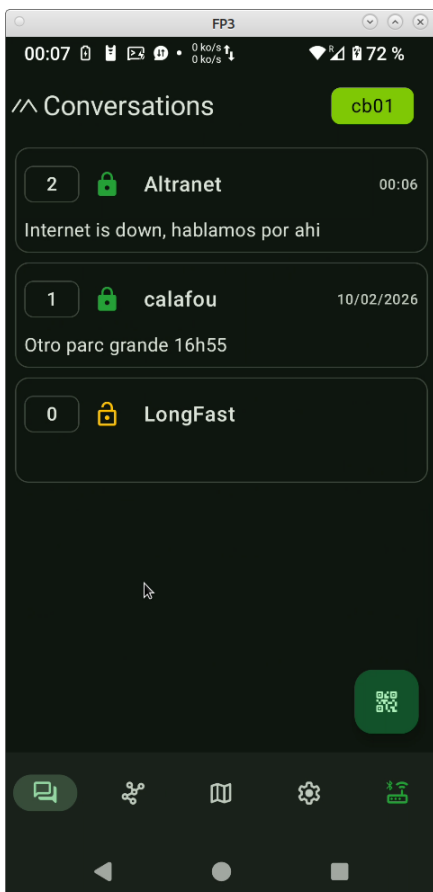 FP3
00:07
0 ko/s
0 ko/s
R
72 %
Conversations
cb01
2
Altranet
00:06
Internet is down, hablamos por ahi
1
calafou
10/02/2026
Otro parc grande 16h55
0
LongFast